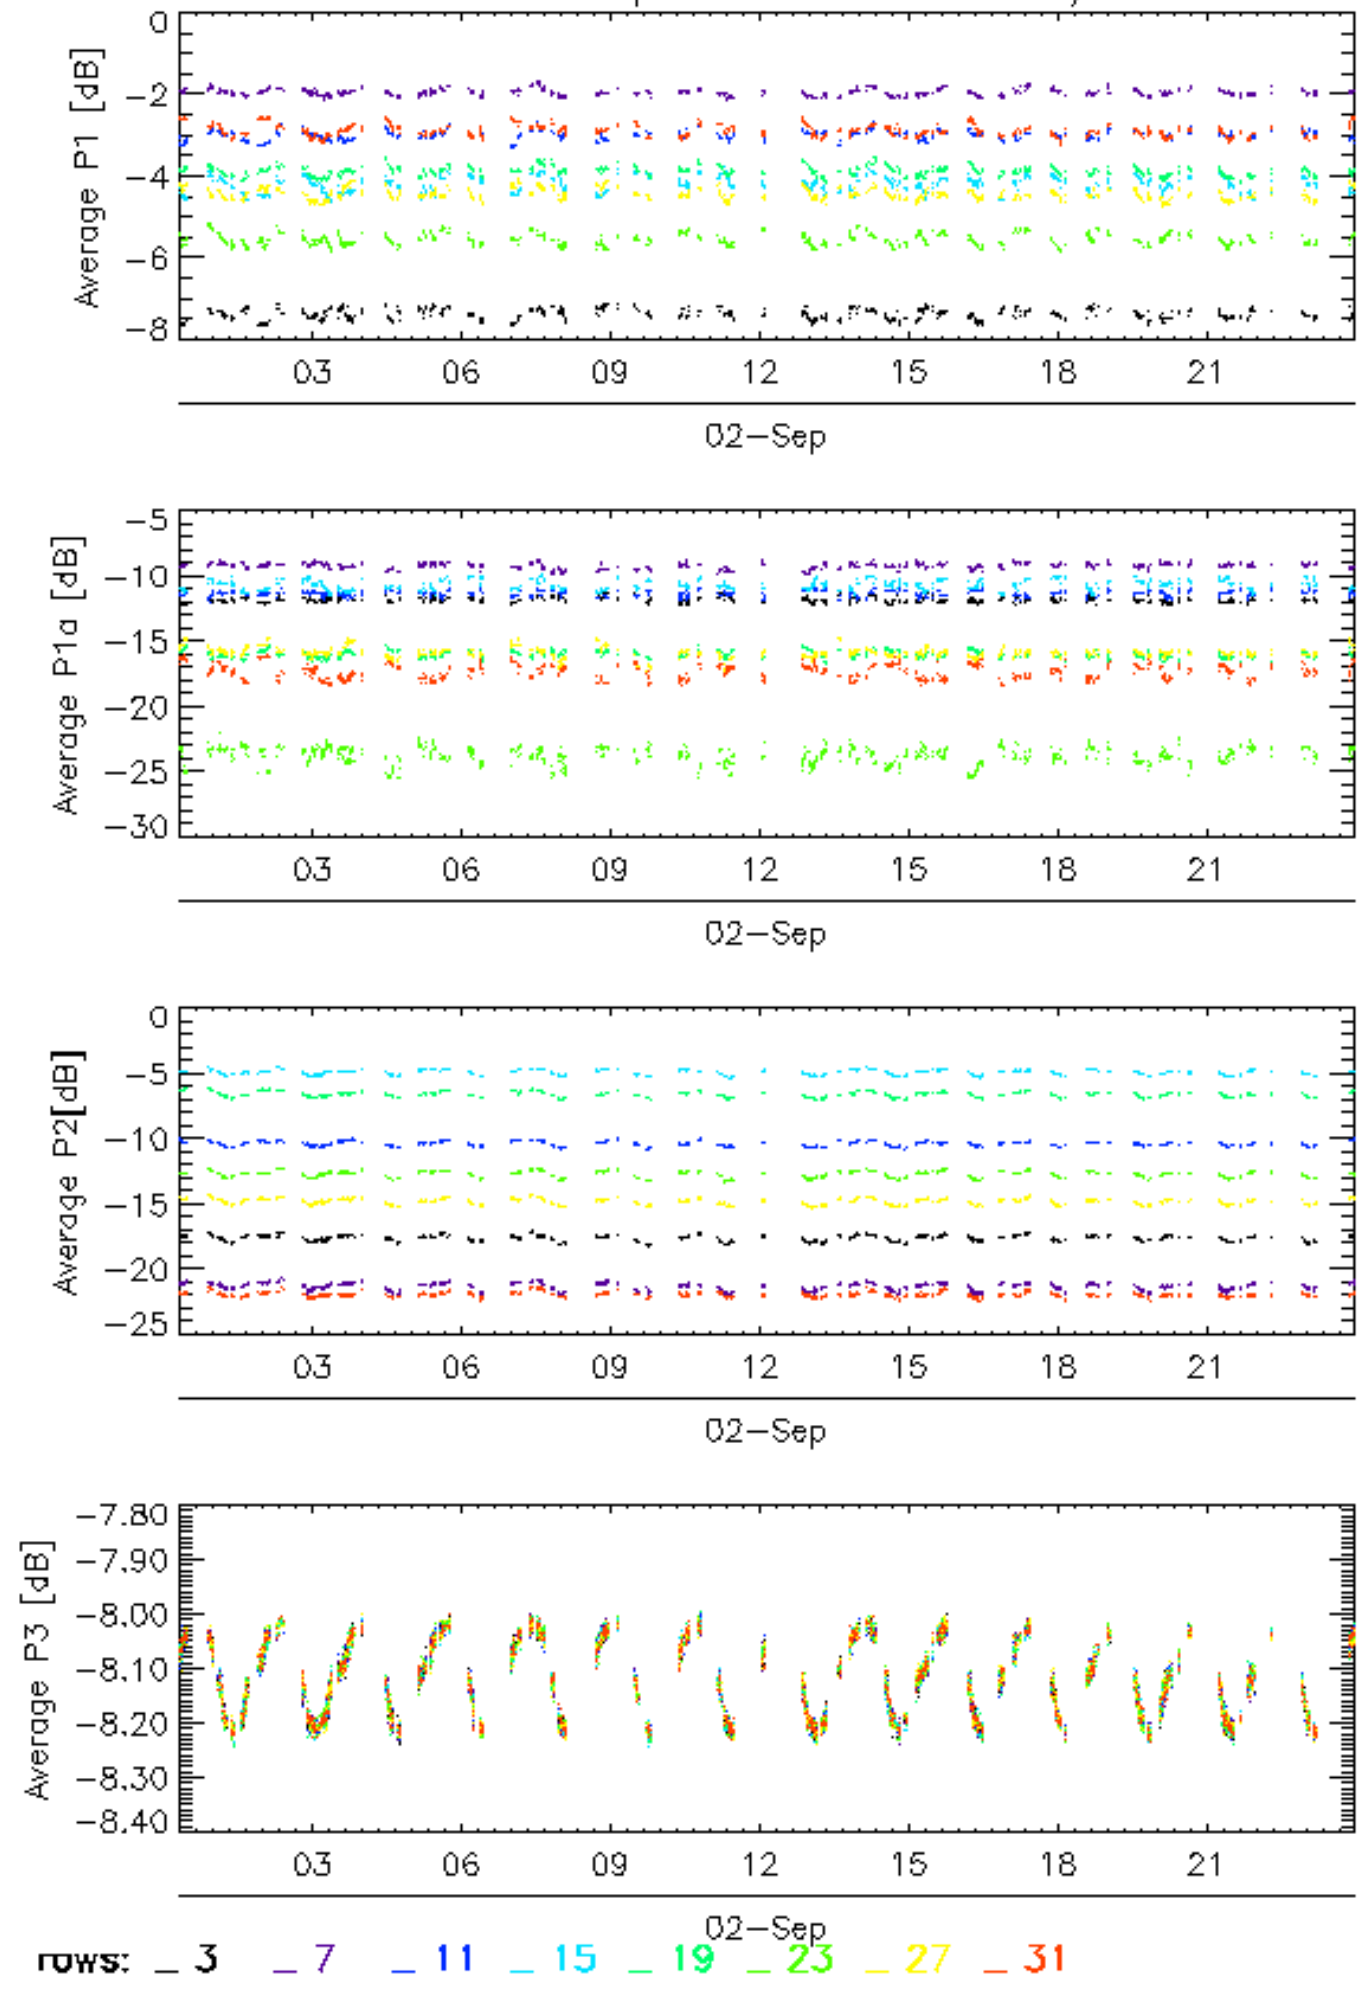 0
-2
-4
-6
-8
Average P1 [dB]
03 06 09 12 15 18 21
02-Sep
-5
-10
-15
-20
-25
-30
Average P1a [dB]
03 06 09 12 15 18 21
02-Sep
0
-5
-10
-15
-20
-25
Average P2[dB]
03 06 09 12 15 18 21
02-Sep
-7.80
-7.90
-8.00
-8.10
-8.20
-8.30
-8.40
Average P3 [dB]
03 06 09 12 15 18 21
02-Sep
rows: _ 3 _ 7 _ 11 _ 15 _ 19 _ 23 _ 27 _ 31